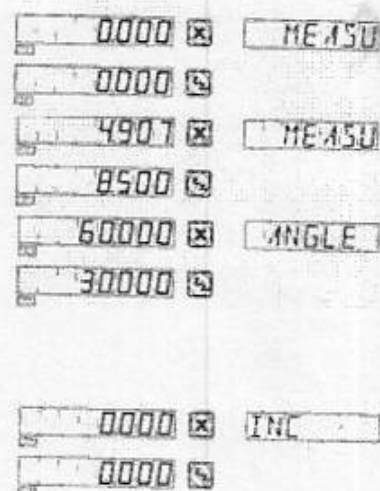 0.000 X MEASU
0.000
4.907 X MEASU
8.500
60.000 X ANGLE
30.000
0.000 X INC
0.000